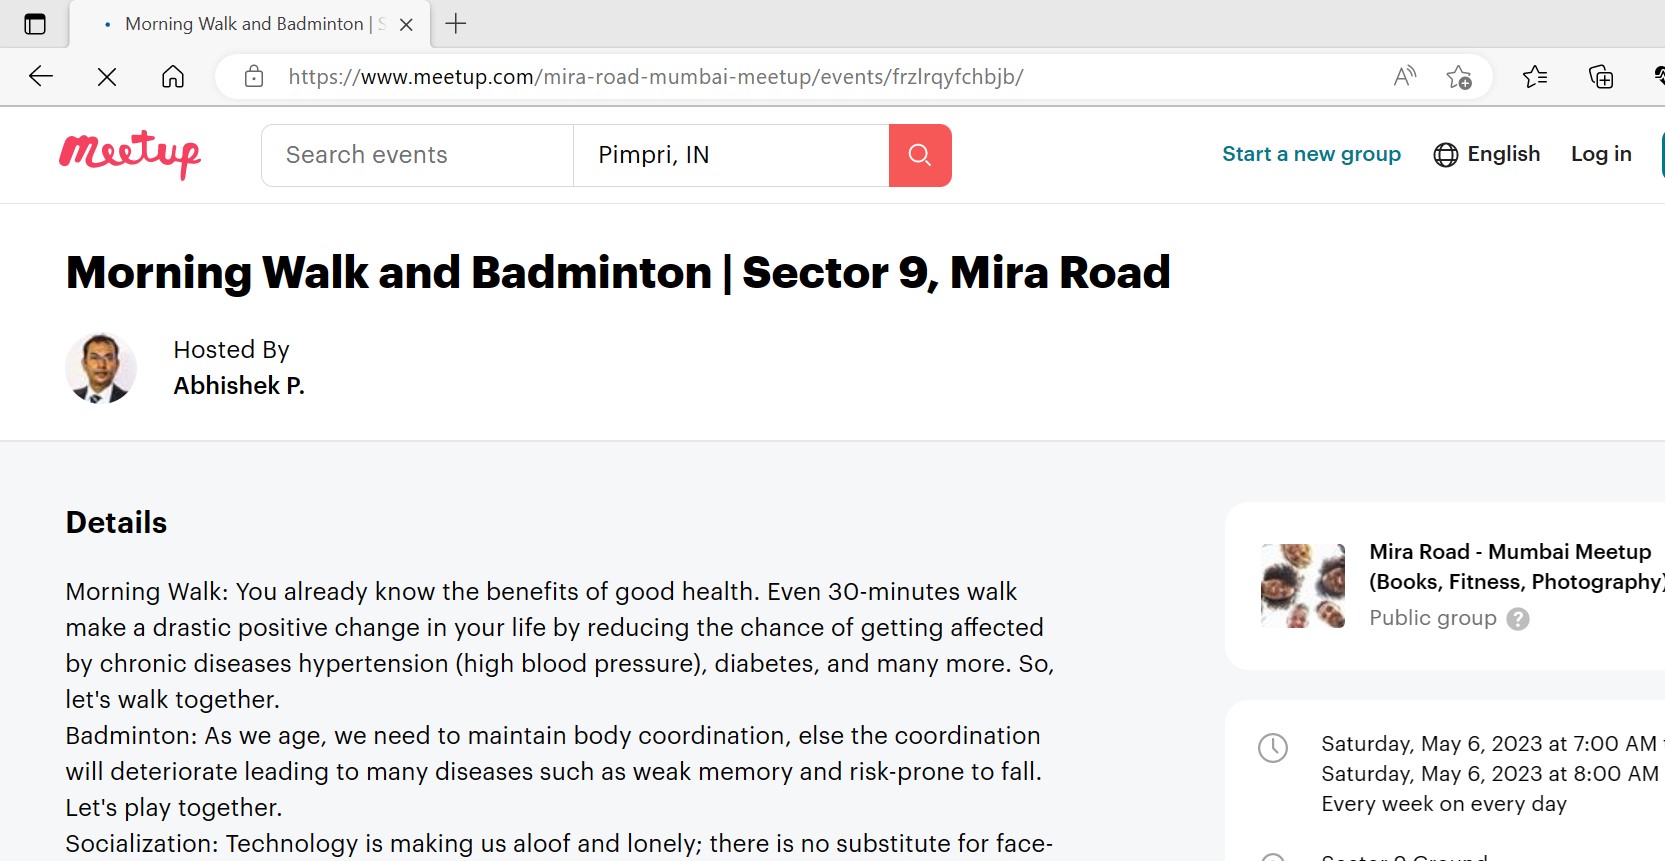 Morning Walk and Badminton | S
https://www.meetup.com/mira-road-mumbai-meetup/events/frzlrqyfchbjb/
meetup
Search events
Pimpri, IN
Start a new group
English
Log in
Morning Walk and Badminton | Sector 9, Mira Road
Hosted By
Abhishek P.
Details
Morning Walk: You already know the benefits of good health. Even 30-minutes walk
make a drastic positive change in your life by reducing the chance of getting affected
by chronic diseases hypertension (high blood pressure), diabetes, and many more. So,
let's walk together.
Badminton: As we age, we need to maintain body coordination, else the coordination
will deteriorate leading to many diseases such as weak memory and risk-prone to fall.
Let's play together.
Socialization: Technology is making us aloof and lonely; there is no substitute for face-
Mira Road - Mumbai Meetup
(Books, Fitness, Photography)
Public group ?
Saturday, May 6, 2023 at 7:00 AM
Saturday, May 6, 2023 at 8:00 AM
Every week on every day
Sector 9 Ground